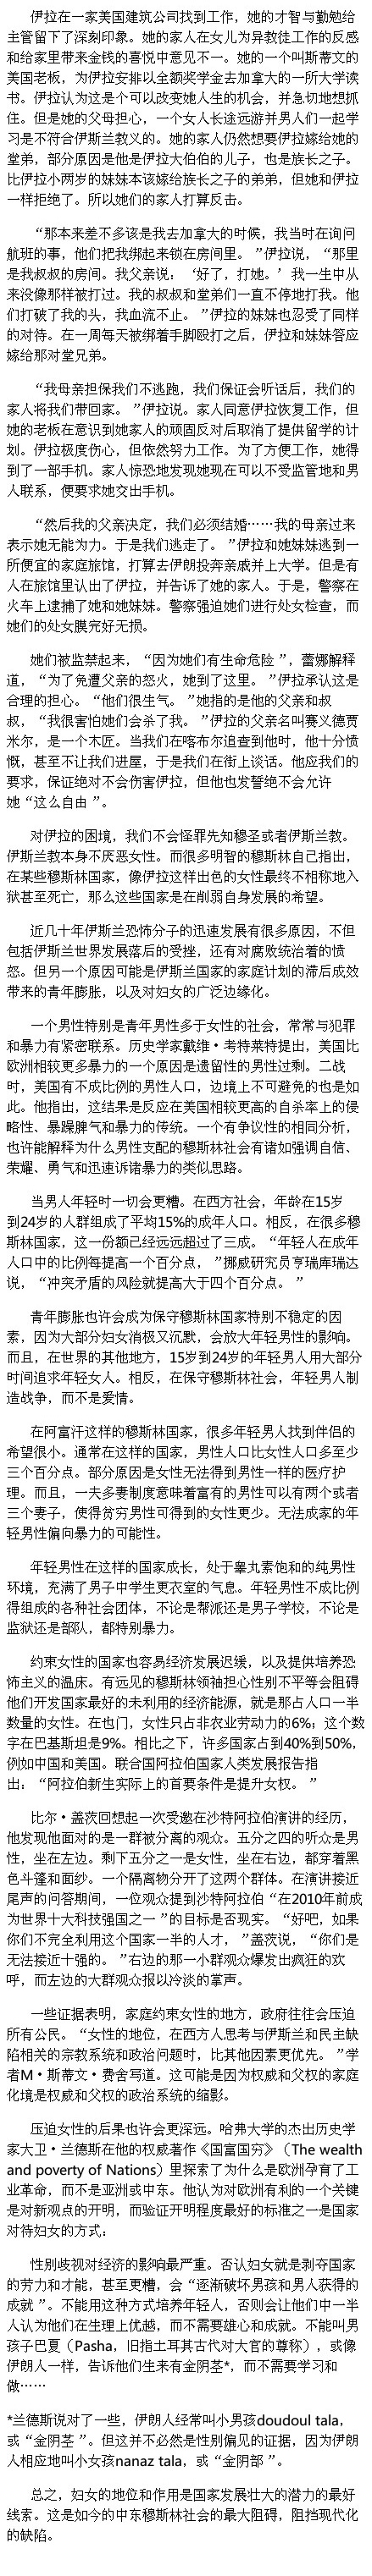 伊拉在一家美国建筑公司找到工作，她的才智与勤勉给
主管留下了深刻印象。她的家人在女儿为异教徒工作的反感
和给家里带来金钱的喜悦中意见不一。她的一个叫斯蒂文的
美国老板，为伊拉安排以全额奖学金去加拿大的一所大学读
书。伊拉认为这是个可以改变她人生的机会，并急切地想抓
住。但是她的父母担心，一个女人长途远游并男人们一起学
习是不符合伊斯兰教义的。她的家人仍然想要伊拉嫁给她的
堂弟，部分原因是他是伊拉大伯伯的儿子，也是族长之子。
比伊拉小两岁的妹妹本该嫁给族长之子的弟弟，但她和伊拉
一样拒绝了。所以她们的家人打算反击。
“那本来差不多该是我去加拿大的时候，我当时在询问
航班的事，他们把我绑起来锁在房间里。”伊拉说，“那里
是我叔叔的房间。我父亲说：‘好了，打她。’我一生中从
来没像那样被打过。我的叔叔和堂弟们一直不停地打我。他
们打破了我的头，我血流不止。”伊拉的妹妹也忍受了同样
的对待。在一周每天被绑着手脚殴打之后，伊拉和妹妹答应
嫁给那对堂兄弟。
“我母亲担保我们不逃跑，我们保证会听话后，我们的
家人将我们带回家。”伊拉说。家人同意伊拉恢复工作，但
她的老板在意识到她家人的顽固反对后取消了提供留学的计
划。伊拉极度伤心，但依然努力工作。为了方便工作，她得
到了一部手机。家人惊恐地发现她现在可以不受监管地和男
人联系，便要求她交出手机。
“然后我的父亲决定，我们必须结婚……我的母亲过来
表示她无能为力。于是我们逃走了。”伊拉和她妹妹逃到一
所便宜的家庭旅馆，打算去伊朗投奔亲戚并上大学。但是有
人在旅馆里认出了伊拉，并告诉了她的家人。于是，警察在
火车上逮捕了她和她妹妹。警察强迫她们进行处女检查，而
她们的处女膜完好无损。
她们被监禁起来，“因为她们有生命危险”，蕾娜解释
道，“为了免遭父亲的怒火，她到了这里。”伊拉承认这是
合理的担心。“他们很生气。”她指的是他的父亲和叔
叔，“我很害怕她们会杀了我。”伊拉的父亲名叫赛义德贾
米尔，是一个木匠。当我们在喀布尔追查到他时，他十分愤
慨，甚至不让我们进屋，于是我们在街上谈话。他应我们的
要求，保证绝对不会伤害伊拉，但他也发誓绝不会允许
她“这么自由”。
对伊拉的困境，我们不会怪罪先知穆圣或者伊斯兰教。
伊斯兰教本身不厌恶女性。而很多明智的穆斯林自己指出，
在某些穆斯林国家，像伊拉这样出色的女性最终不相称地入
狱甚至死亡，那么这些国家是在削弱自身发展的希望。
近几十年伊斯兰恐怖分子的迅速发展有很多原因，不但
包括伊斯兰世界发展落后的受挫，还有对腐败统治着的愤
怒。但另一个原因可能是伊斯兰国家的家庭计划的滞后成效
带来的青年膨胀，以及对妇女的广泛边缘化。
一个男性特别是青年男性多于女性的社会，常常与犯罪
和暴力有紧密联系。历史学家戴维·考特莱特提出，美国比
欧洲相较更多暴力的一个原因是遗留性的男性过剩。二战
时，美国有不成比例的男性人口，边境上不可避免的也是如
此。他指出，这结果是反应在美国相较更高的自杀率上的侵
略性、暴躁脾气和暴力的传统。一个有争议性的相同分析，
也许能解释为什么男性支配的穆斯林社会有诸如强调自信、
荣耀、勇气和迅速诉诸暴力的类似思路。
当男人年轻时一切会更糟。在西方社会，年龄在15岁
到24岁的人群组成了平均15%的成年人口。相反，在很多穆
斯林国家，这一份额已经远远超过了三成。“年轻人在成年
人口中的比例每提高一个百分点，”挪威研究员亨瑞库瑞达
说，“冲突矛盾的风险就提高大于四个百分点。”
青年膨胀也许会成为保守穆斯林国家特别不稳定的因
素，因为大部分妇女消极又沉默，会放大年轻男性的影响。
而且，在世界的其他地方，15岁到24岁的年轻男人用大部分
时间追求年轻女人。相反，在保守穆斯林社会，年轻男人制
造战争，而不是爱情。
在阿富汗这样的穆斯林国家，很多年轻男人找到伴侣的
希望很小。通常在这样的国家，男性人口比女性人口多至少
三个百分点。部分原因是女性无法得到男性一样的医疗护
理。而且，一夫多妻制度意味着富有的男性可以有两个或者
三个妻子，使得贫穷男性可得到的女性更少。无法成家的年
轻男性偏向暴力的可能性。
年轻男性在这样的国家成长，处于睾丸素饱和的纯男性
环境，充满了男子中学生更衣室的气息。年轻男性不成比例
得组成的各种社会团体，不论是帮派还是男子学校，不论是
监狱还是部队，都特别暴力。
约束女性的国家也容易经济发展迟缓，以及提供培养恐
怖主义的温床。有远见的穆斯林领袖担心性别不平等会阻碍
他们开发国家最好的未利用的经济能源，就是那占人口一半
数量的女性。在也门，女性只占非农业劳动力的6%；这个数
字在巴基斯坦是9%。相比之下，许多国家占到40%到50%，
例如中国和美国。联合国阿拉伯国家人类发展报告指
出：“阿拉伯新生实际上的首要条件是提升女权。”
比尔·盖茨回想起一次受邀在沙特阿拉伯演讲的经历，
他发现他面对的是一群被分离的观众。五分之四的听众是男
性，坐在左边。剩下五分之一是女性，坐在右边，都穿着黑
色斗篷和面纱。一个隔离物分开了这两个群体。在演讲接近
尾声的问答期间，一位观众提到沙特阿拉伯“在2010年前成
为世界十大科技强国之一”的目标是否现实。“好吧，如果
你们不完全利用这个国家一半的人才，”盖茨说，“你们是
无法接近十强的。”右边的那一小群观众爆发出疯狂的欢
呼，而左边的大群观众报以冷淡的掌声。
一些证据表明，家庭约束女性的地方，政府往往会压迫
所有公民。“女性的地位，在西方人思考与伊斯兰和民主缺
陷相关的宗教系统和政治问题时，比其他因素更优先。”学
者M·斯蒂文·费舍写道。这可能是因为权威和父权的家庭
化境是权威和父权的政治系统的缩影。
压迫女性的后果也许会更深远。哈弗大学的杰出历史学
家大卫·兰德斯在他的权威著作《国富国穷》（The wealth
and poverty of Nations）里探索了为什么是欧洲孕育了工
业革命，而不是亚洲或中东。他认为对欧洲有利的一个关键
是对新观点的开明，而验证开明程度最好的标准之一是国家
对待妇女的方式：
性别歧视对经济的影响最严重。否认妇女就是剥夺国家
的劳力和才能，甚至更糟，会“逐渐破坏男孩和男人获得的
成就”。不能用这种方式培养年轻人，否则会让他们中一半
人认为他们在生理上优越，而不需要雄心和成就。不能叫男
孩子巴夏（Pasha，旧指土耳其古代对大官的尊称），或像
伊朗人一样，告诉他们生来有金阴茎*，而不需要学习和
做……
*兰德斯说对了一些，伊朗人经常叫小男孩doudoul tala，
或“金阴茎”。但这并不必然是性别偏见的证据，因为伊朗
人相应地叫小女孩nanaz tala，或“金阴部”。
总之，妇女的地位和作用是国家发展壮大的潜力的最好
线索。这是如今的中东穆斯林社会的最大阻碍，阻挡现代化
的缺陷。